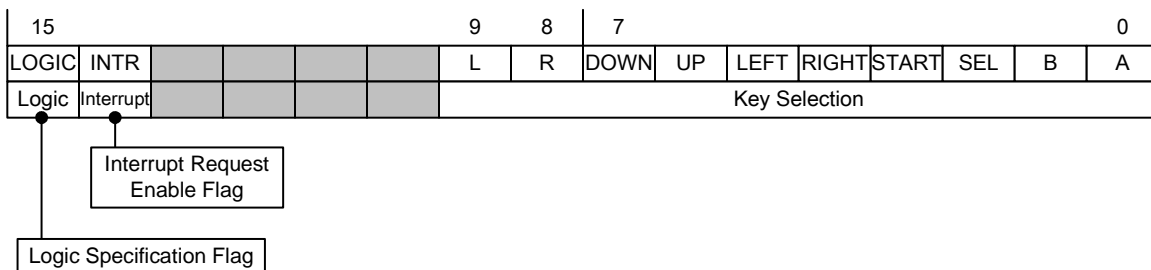 15 9 8 7 0
LOGIC INTR L R DOWN UP LEFT RIGHT START SEL B A
Logic Interrupt Key Selection
Interrupt Request
Enable Flag
Logic Specification Flag